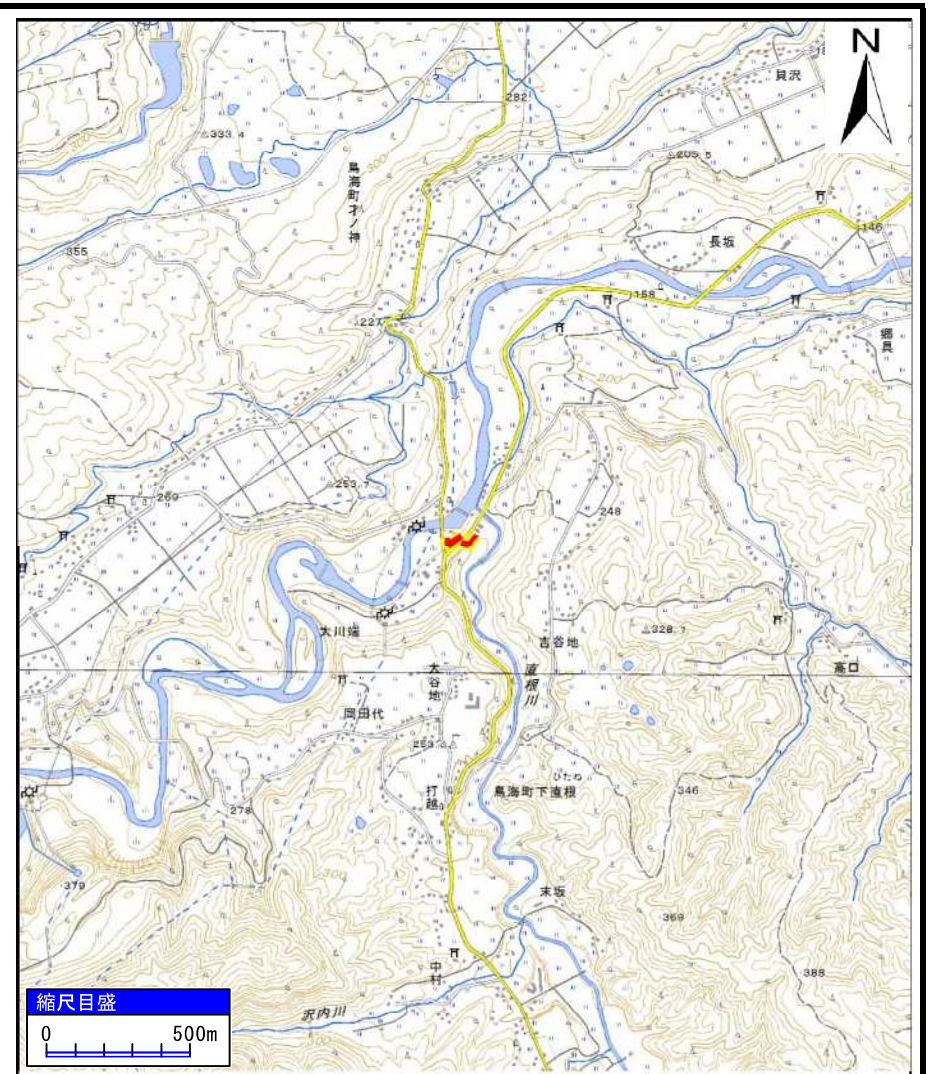 N
282
貝沢
333.4
300
205.5
鳥海町才ノ神
146
長坂
355
158
227
郷内
200
253.7
269
248
大川端
吉谷地
328.7
高口
大谷地
直根川
岡田代
打越
ひたね
鳥海町下直根
346
278
300
379
末坂
369
388
中村
沢内川
縮尺目盛
0 500m